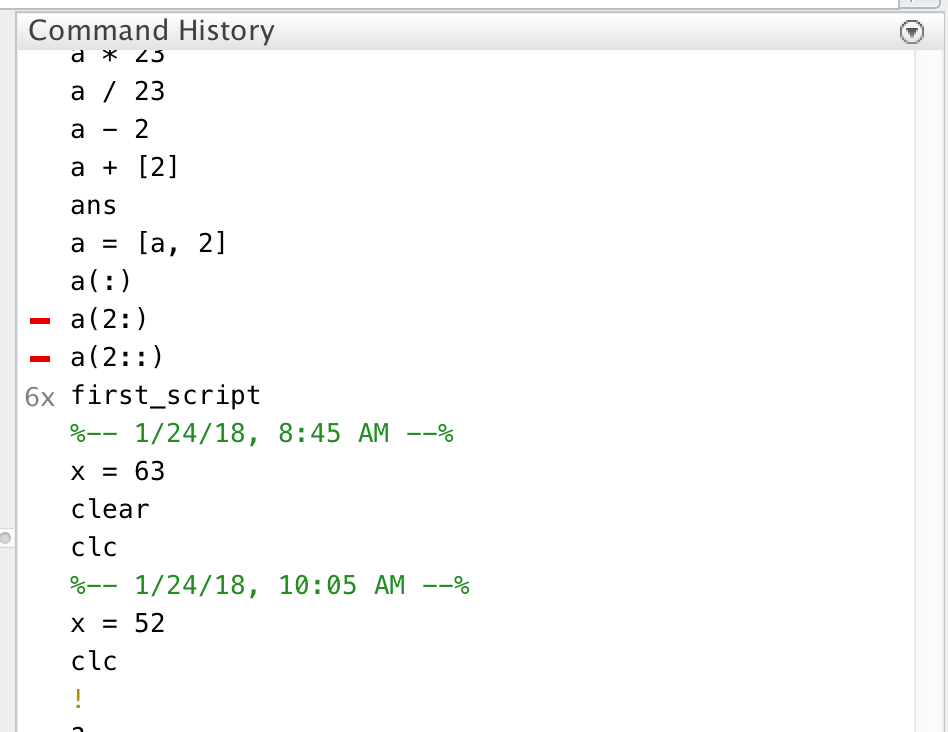 Command History
a * 23
a / 23
a - 2
a + [2]
ans
a = [a, 2]
a(:)
a(2:)
a(2::)
6x first_script
%-- 1/24/18, 8:45 AM --%
x = 63
clear
clc
%-- 1/24/18, 10:05 AM --%
x = 52
clc
!